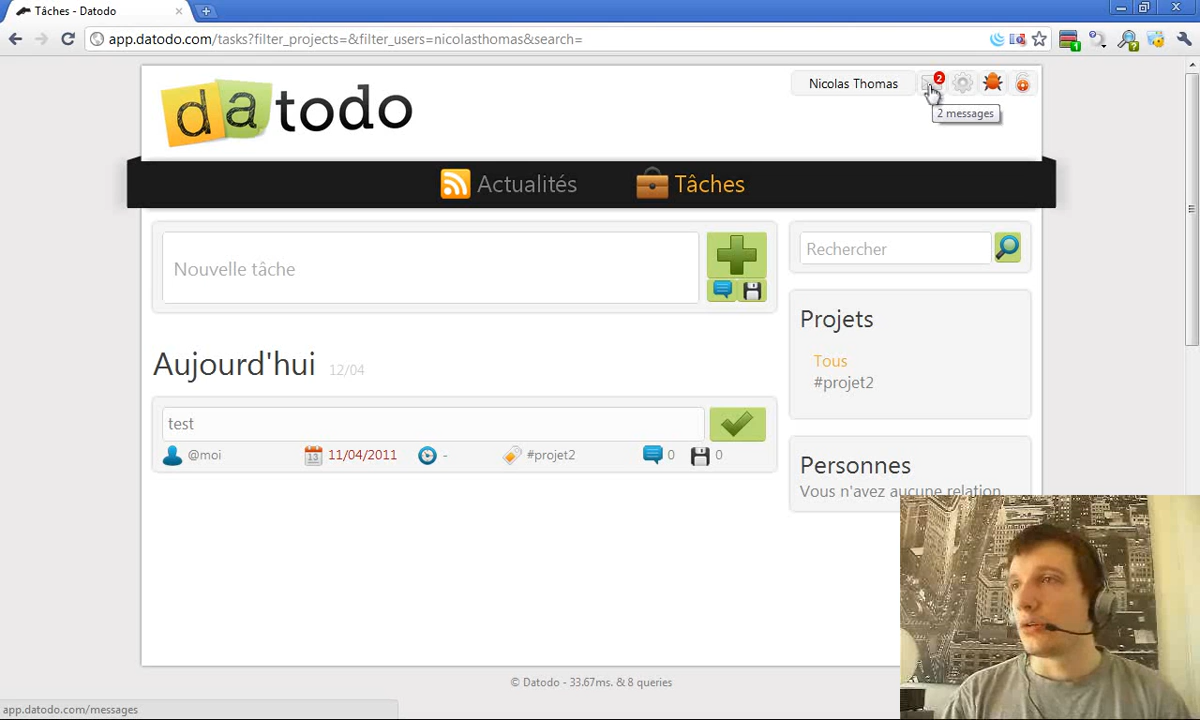 Tâches - Datodo
app.datodo.com/tasks?filter_projects=&filter_users=nicolasthomas&search=
1
datodo
Nicolas Thomas
2
2 messages
Actualités
Tâches
Nouvelle tâche
Rechercher
Projets
Tous
#projet2
Aujourd'hui 12/04
test
@moi 13 11/04/2011 - #projet2 0 0
Personnes
Vous n'avez aucune relation
© Datodo - 33.67ms. & 8 queries
app.datodo.com/messages